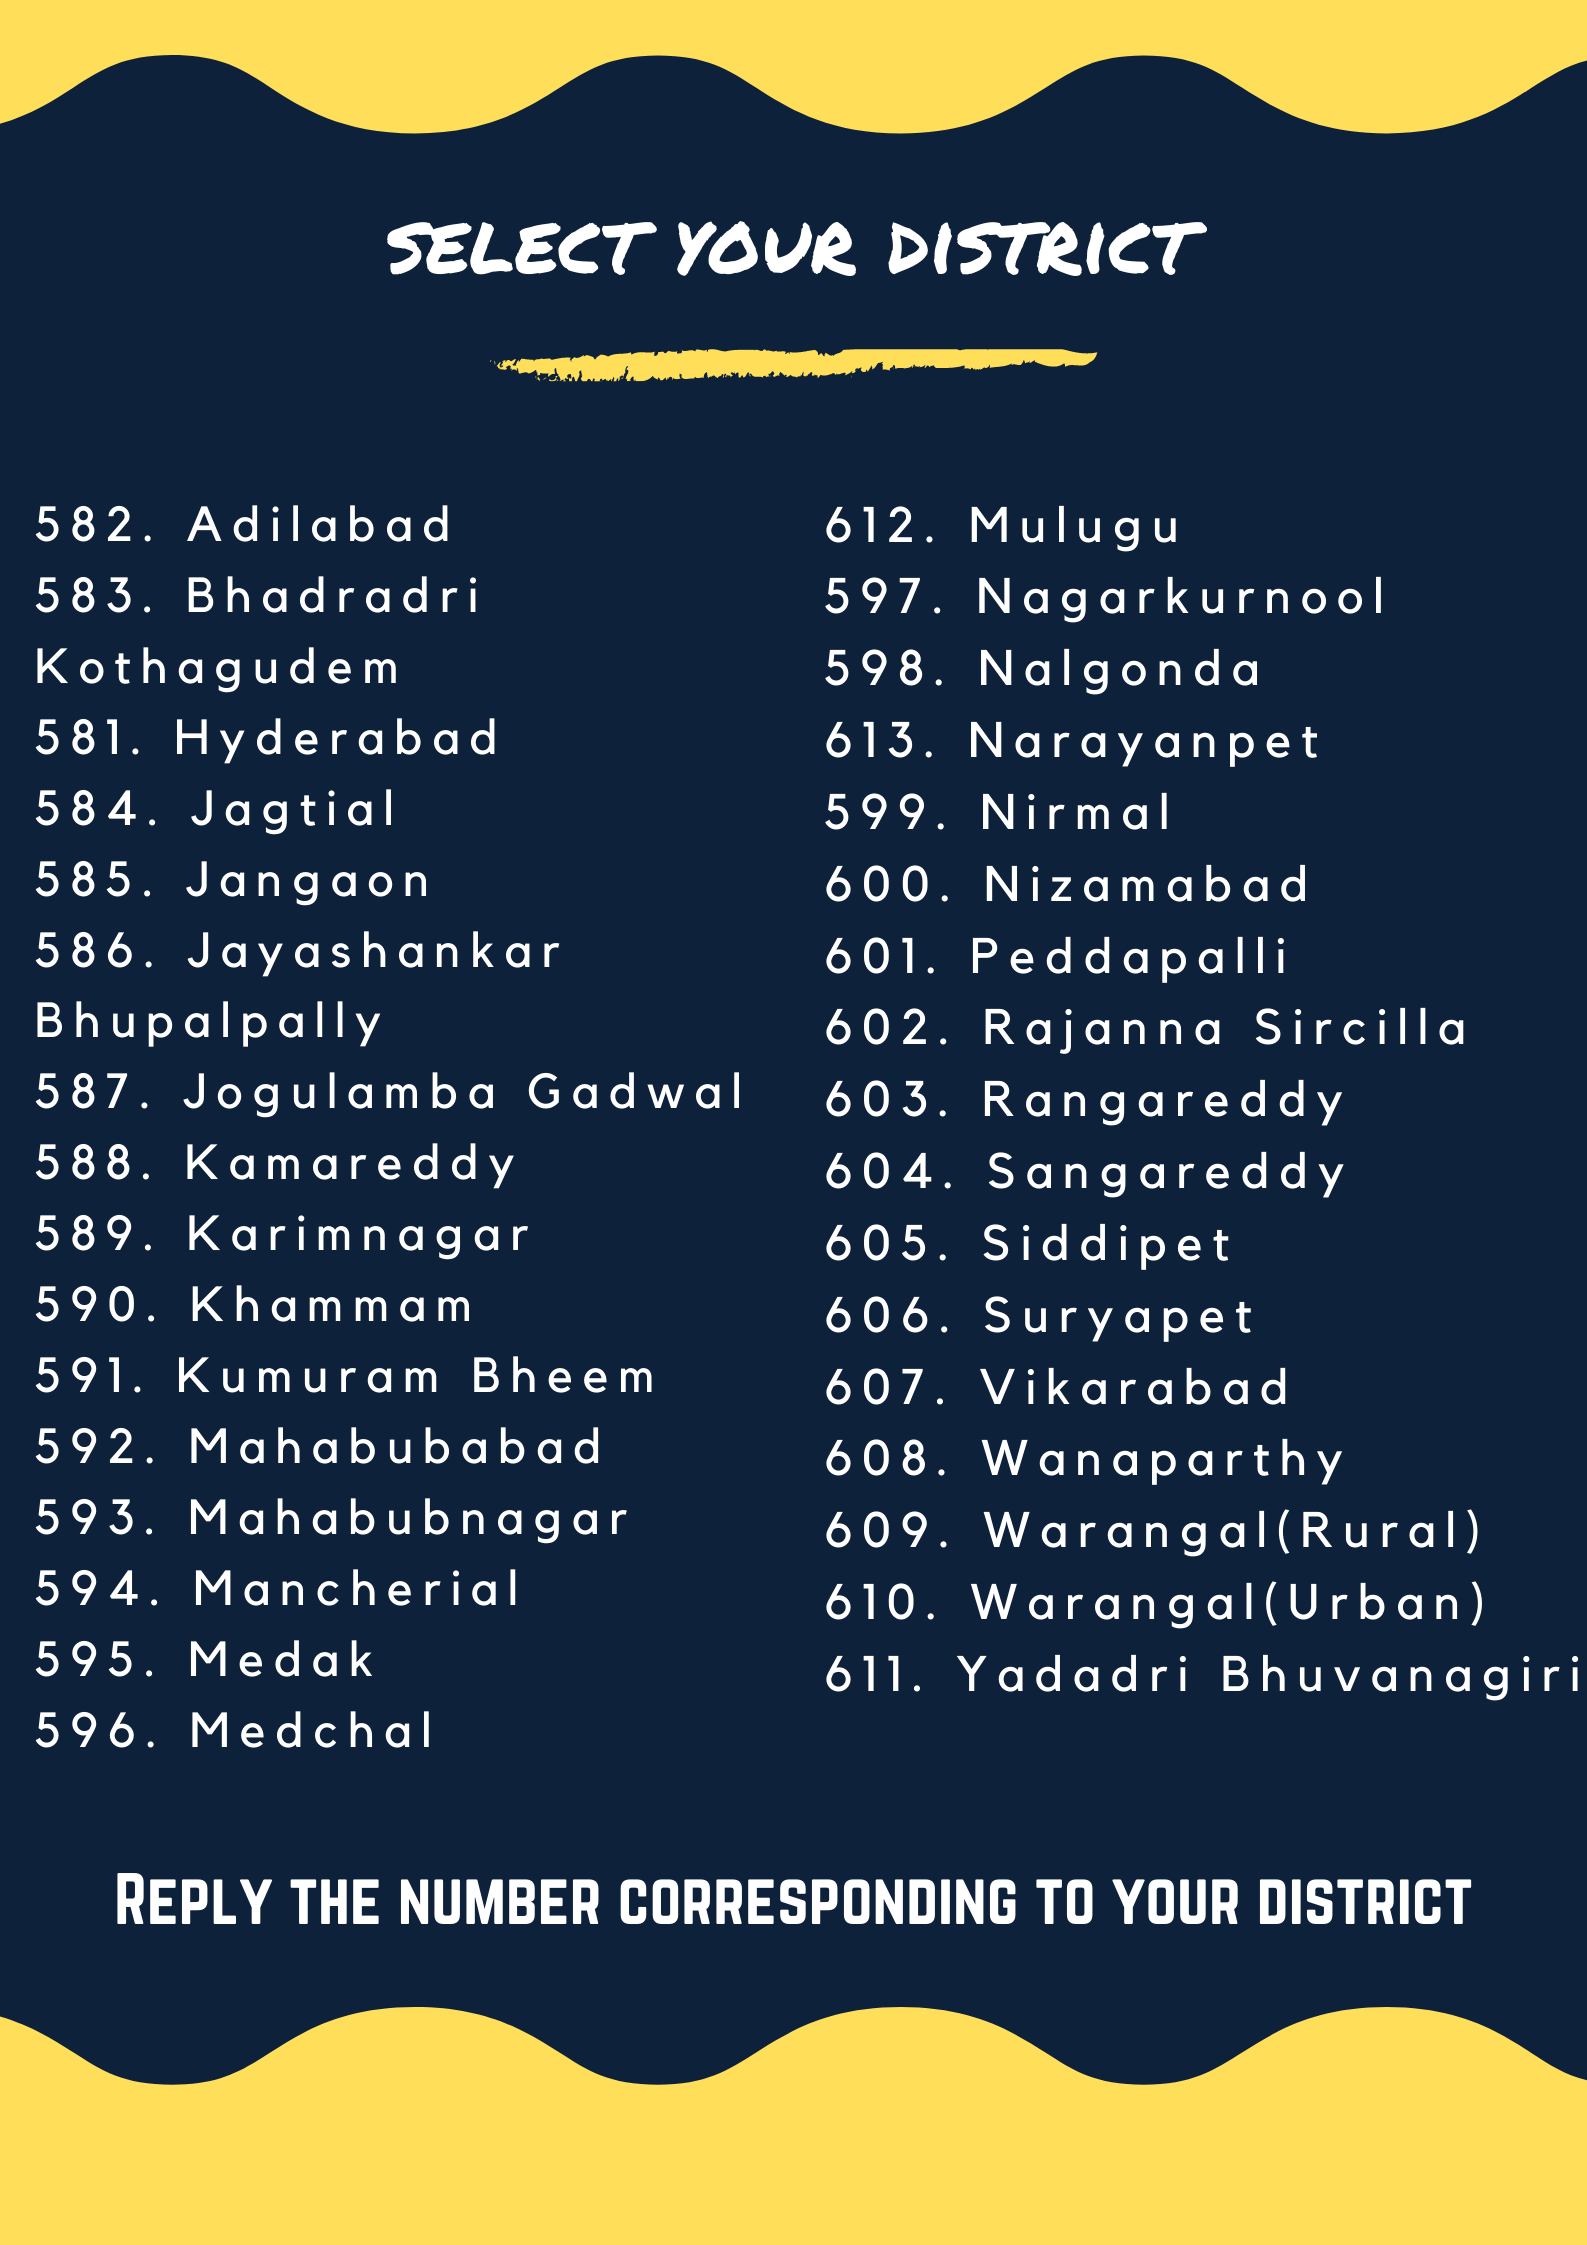 SELECT YOUR DISTRICT
582. Adilabad
583. Bhadradri
Kothagudem
581. Hyderabad
584. Jagtial
585. Jangaon
586. Jayashankar
Bhupalpally
587. Jogulamba Gadwal
588. Kamareddy
589. Karimnagar
590. Khammam
591. Kumuram Bheem
592. Mahabubabad
593. Mahabubnagar
594. Mancherial
595. Medak
596. Medchal
612. Mulugu
597. Nagarkurnool
598. Nalgonda
613. Narayanpet
599. Nirmal
600. Nizamabad
601. Peddapalli
602. Rajanna Sircilla
603. Rangareddy
604. Sangareddy
605. Siddipet
606. Suryapet
607. Vikarabad
608. Wanaparthy
609. Warangal(Rural)
610. Warangal(Urban)
611. Yadadri Bhuvanagiri
REPLY THE NUMBER CORRESPONDING TO YOUR DISTRICT